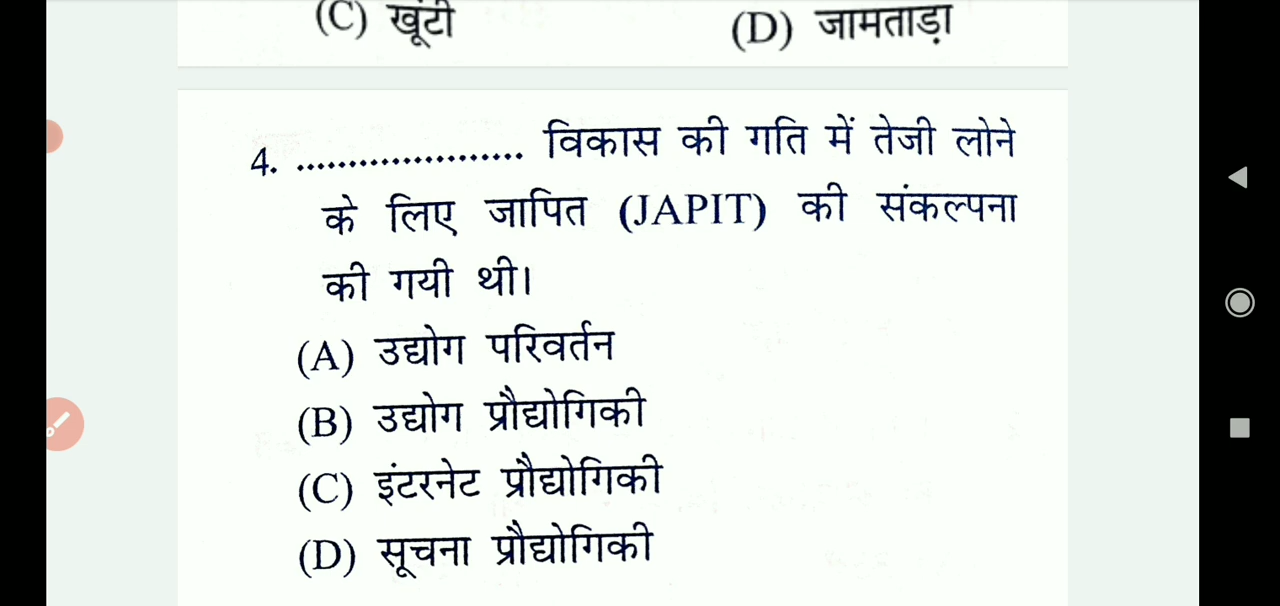 (C) खूंटी (D) जामताड़ा
4. ...................... विकास की गति में तेजी लोने
के लिए जापित (JAPIT) की संकल्पना
की गयी थी।
(A) उद्योग परिवर्तन
(B) उद्योग प्रौद्योगिकी
(C) इंटरनेट प्रौद्योगिकी
(D) सूचना प्रौद्योगिकी